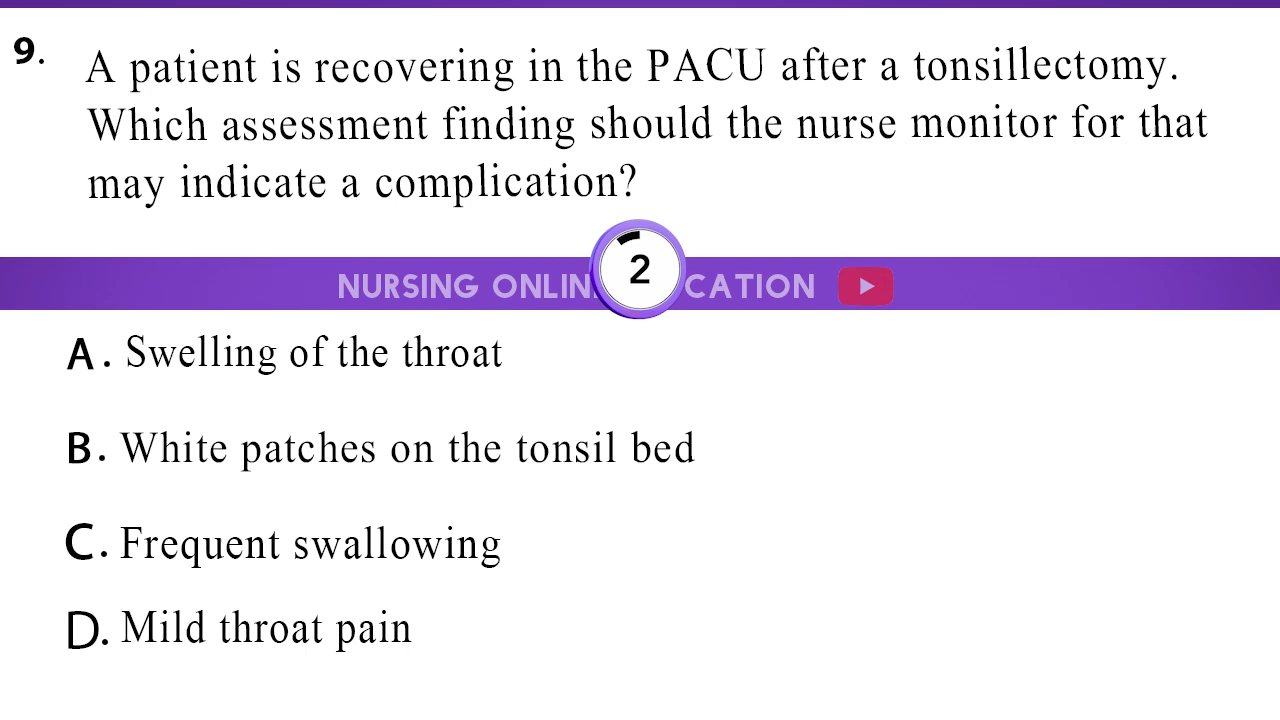 9.
A patient is recovering in the PACU after a tonsillectomy.
Which assessment finding should the nurse monitor for that
may indicate a complication?
2
NURSING ONLIN CATION
A. Swelling of the throat
B. White patches on the tonsil bed
C. Frequent swallowing
D. Mild throat pain